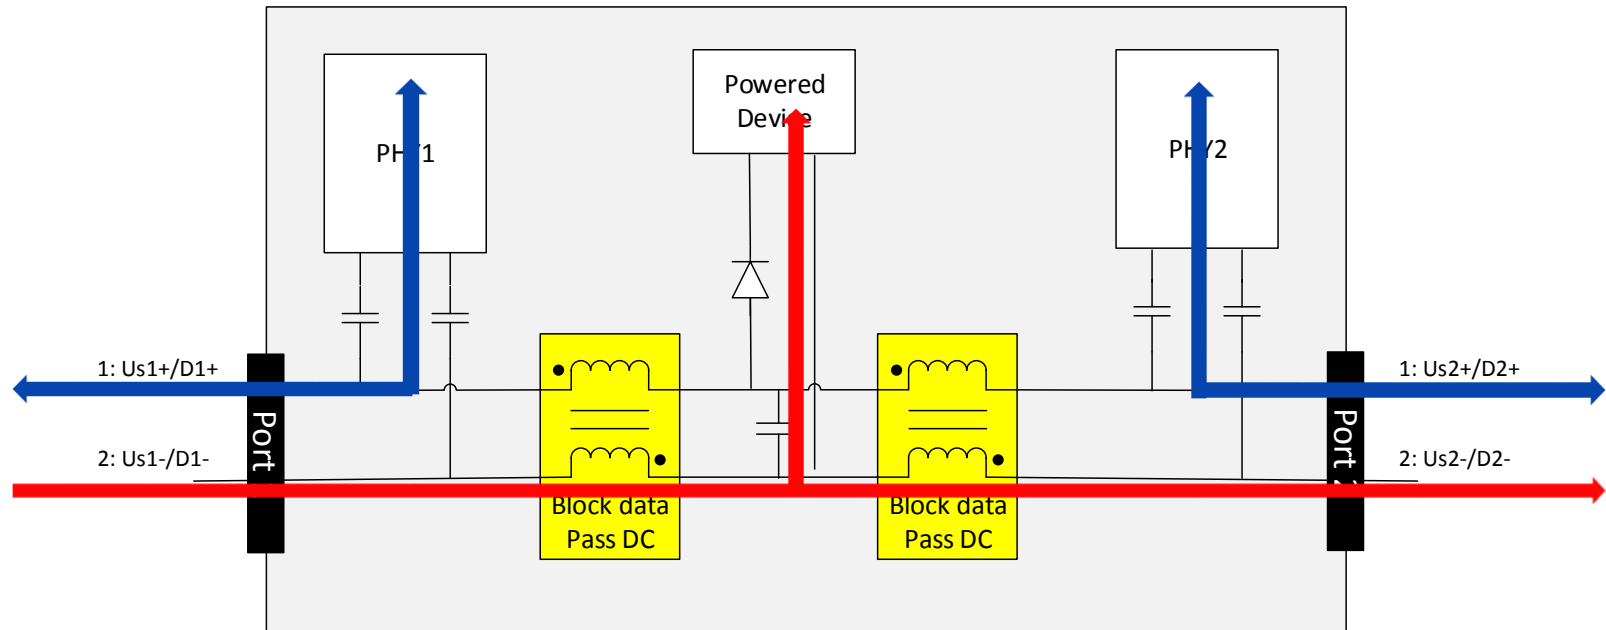 Powered
Device
PHY1
PHY2
1: Us1+/D1+
1: Us2+/D2+
Port
Port 2
2: Us1-/D1-
2: Us2-/D2-
Block data
Pass DC
Block data
Pass DC